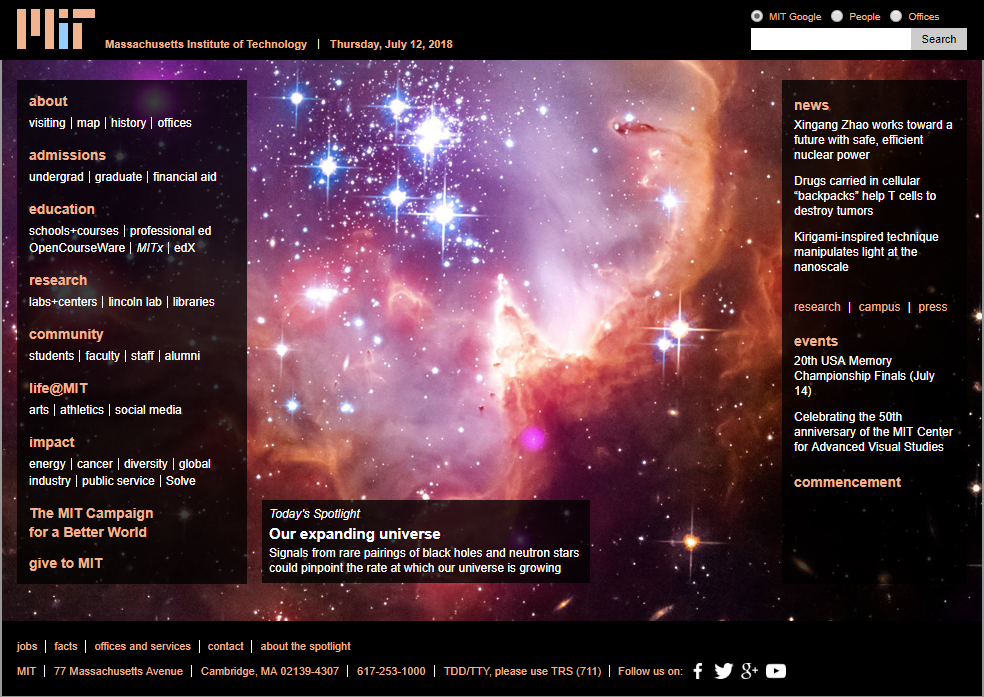 MIT
MIT Google People Offices
Massachusetts Institute of Technology | Thursday, July 12, 2018
Search
about
visiting | map | history | offices
admissions
undergrad | graduate | financial aid
education
schools+courses | professional ed
OpenCourseWare | MITx | edX
research
labs+centers | lincoln lab | libraries
community
students | faculty | staff | alumni
life@MIT
arts | athletics | social media
impact
energy | cancer | diversity | global
industry | public service | Solve
The MIT Campaign
for a Better World
give to MIT
Today's Spotlight
Our expanding universe
Signals from rare pairings of black holes and neutron stars
could pinpoint the rate at which our universe is growing
news
Xingang Zhao works toward a
future with safe, efficient
nuclear power
Drugs carried in cellular
“backpacks” help T cells to
destroy tumors
Kirigami-inspired technique
manipulates light at the
nanoscale
research | campus | press
events
20th USA Memory
Championship Finals (July
14)
Celebrating the 50th
anniversary of the MIT Center
for Advanced Visual Studies
commencement
jobs | facts | offices and services | contact | about the spotlight
MIT | 77 Massachusetts Avenue | Cambridge, MA 02139-4307 | 617-253-1000 | TDD/TTY, please use TRS (711) | Follow us on: